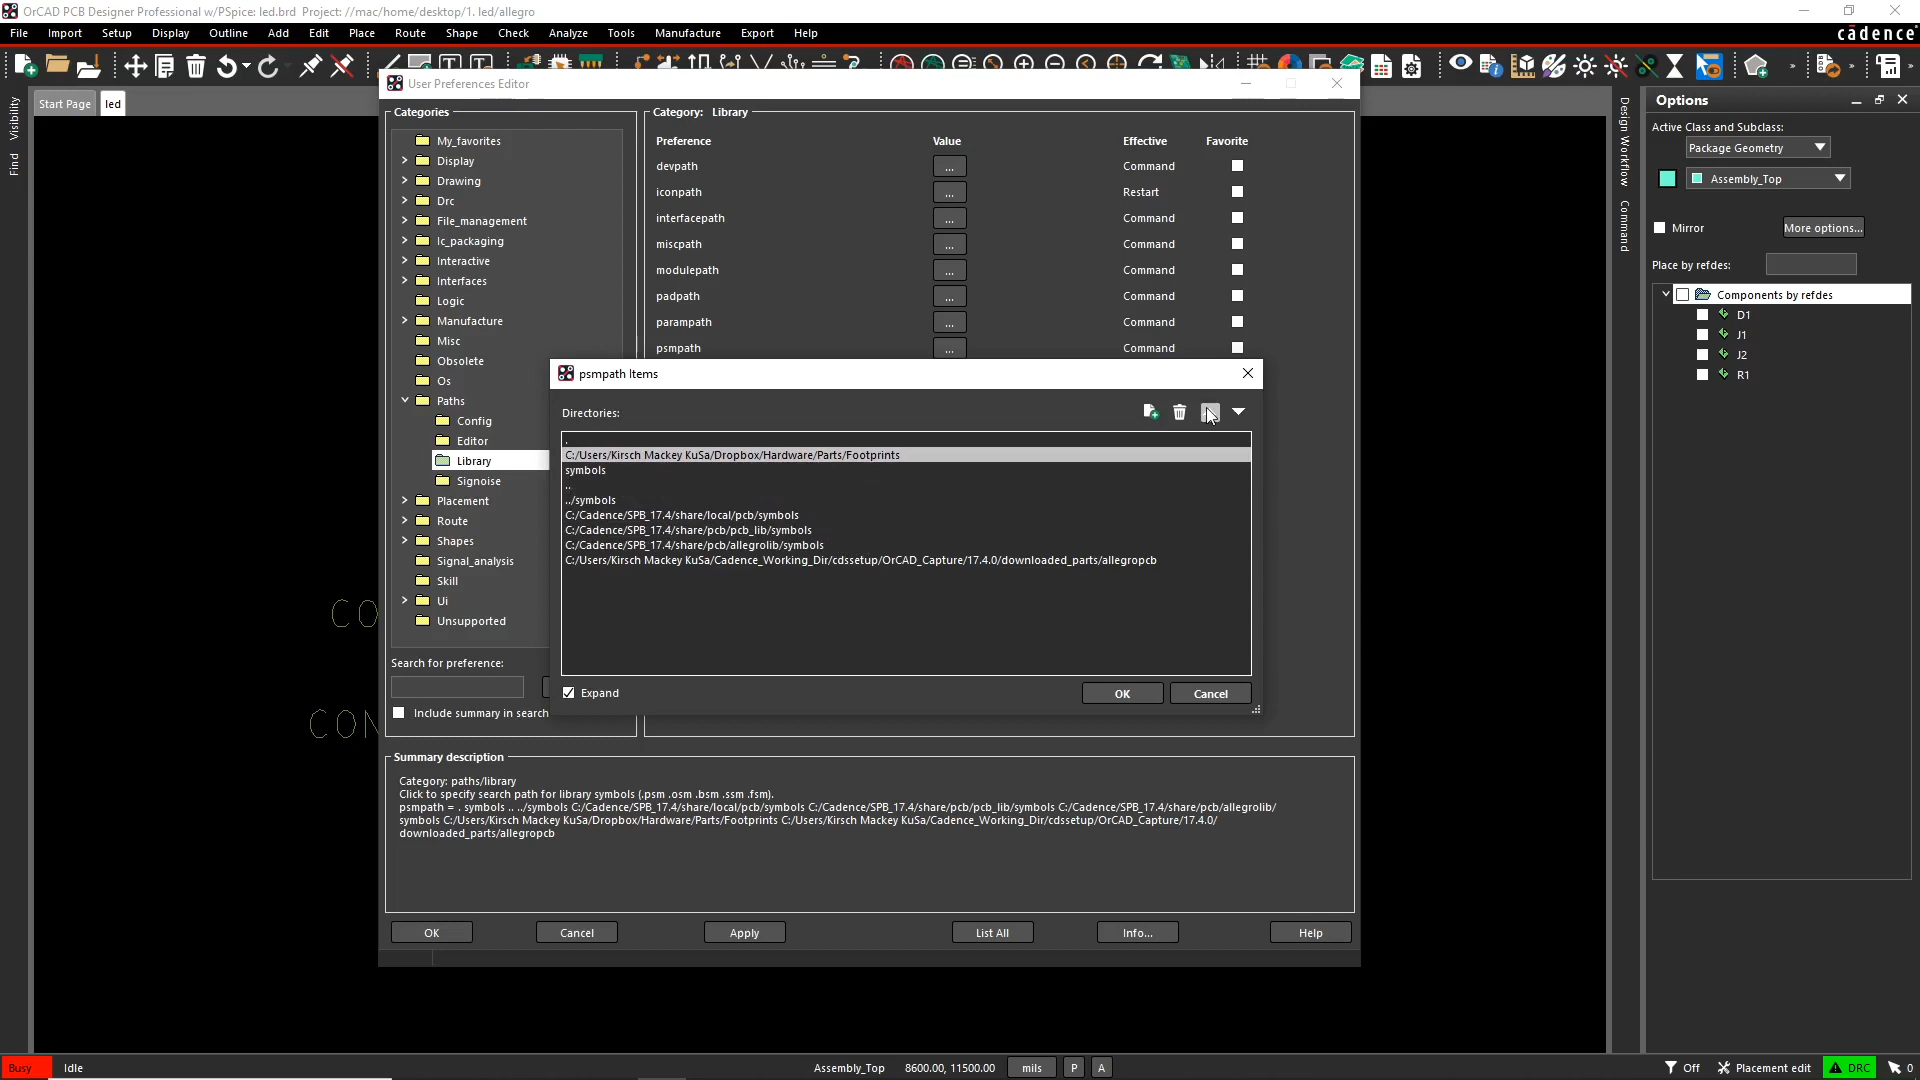 OrCAD PCB Designer Professional w/PSpice: led.brd  Project: //mac/home/desktop/1. led/allegro
File Import Setup Display Outline Add Edit Place Route Shape Check Analyze Tools Manufacture Export Help
cadence
User Preferences Editor
Start Page
led
Visibility
Find
Categories
My_favorites
Display
Drawing
Drc
File_management
Ic_packaging
Interactive
Interfaces
Logic
Manufacture
Misc
Obsolete
Os
Paths
Config
Editor
Library
Signoise
Placement
Route
Shapes
Signal_analysis
Skill
Ui
Unsupported
Search for preference:
Include summary in search
Category: Library
Preference Value Effective Favorite
devpath ... Command
iconpath ... Restart
interfacepath ... Command
miscpath ... Command
modulepath ... Command
padpath ... Command
parampath ... Command
psmpath ... Command
psmpath Items
Directories:
.
C:/Users/Kirsch Mackey KuSa/Dropbox/Hardware/Parts/Footprints
symbols
..
../symbols
C:/Cadence/SPB_17.4/share/local/pcb/symbols
C:/Cadence/SPB_17.4/share/pcb/pcb_lib/symbols
C:/Cadence/SPB_17.4/share/pcb/allegrolib/symbols
C:/Users/Kirsch Mackey KuSa/Cadence_Working_Dir/cdssetup/OrCAD_Capture/17.4.0/downloaded_parts/allegropcb
Expand
OK
Cancel
Summary description
Category: paths/library
Click to specify search path for library symbols (.psm .osm .bsm .ssm .fsm).
psmpath = . symbols .. ../symbols C:/Cadence/SPB_17.4/share/local/pcb/symbols C:/Cadence/SPB_17.4/share/pcb/pcb_lib/symbols C:/Cadence/SPB_17.4/share/pcb/allegrolib/
symbols C:/Users/Kirsch Mackey KuSa/Dropbox/Hardware/Parts/Footprints C:/Users/Kirsch Mackey KuSa/Cadence_Working_Dir/cdssetup/OrCAD_Capture/17.4.0/
downloaded_parts/allegropcb
OK Cancel Apply List All Info... Help
CO
CON
Design Workflow
Command
Options
Active Class and Subclass:
Package Geometry
Assembly_Top
Mirror
More options...
Place by refdes:
Components by refdes
D1
J1
J2
R1
Busy Idle Assembly_Top 8600.00, 11500.00 mils P A Off Placement edit DRC 0